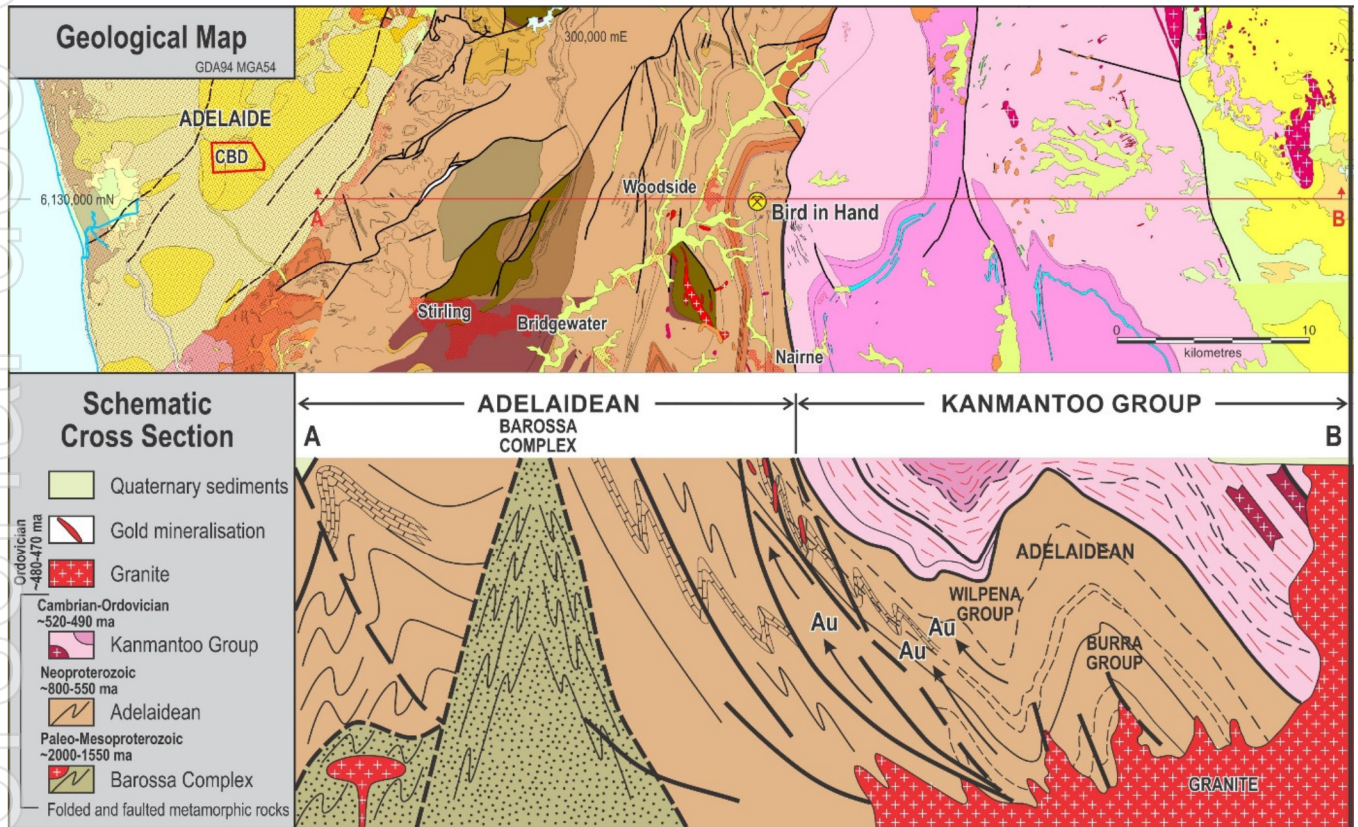 Geological Map
GDA94 MGA54
300,000 mE
ADELAIDE
CBD
6,130,000 mN
A
Woodside
Bird in Hand
B
Stirling
Bridgewater
Nairne
0 10
kilometres
Schematic
Cross Section
Quaternary sediments
Gold mineralisation
Granite
Ordovician
~480-470 ma
Cambrian-Ordovician
~520-490 ma
Kanmantoo Group
Neoproterozoic
~800-550 ma
Adelaidean
Paleo-Mesoproterozoic
~2000-1550 ma
Barossa Complex
Folded and faulted metamorphic rocks
ADELAIDEAN
KANMANTOO GROUP
A
BAROSSA
COMPLEX
B
ADELAIDEAN
WILPENA
GROUP
BURRA
GROUP
Au
Au
Au
GRANITE